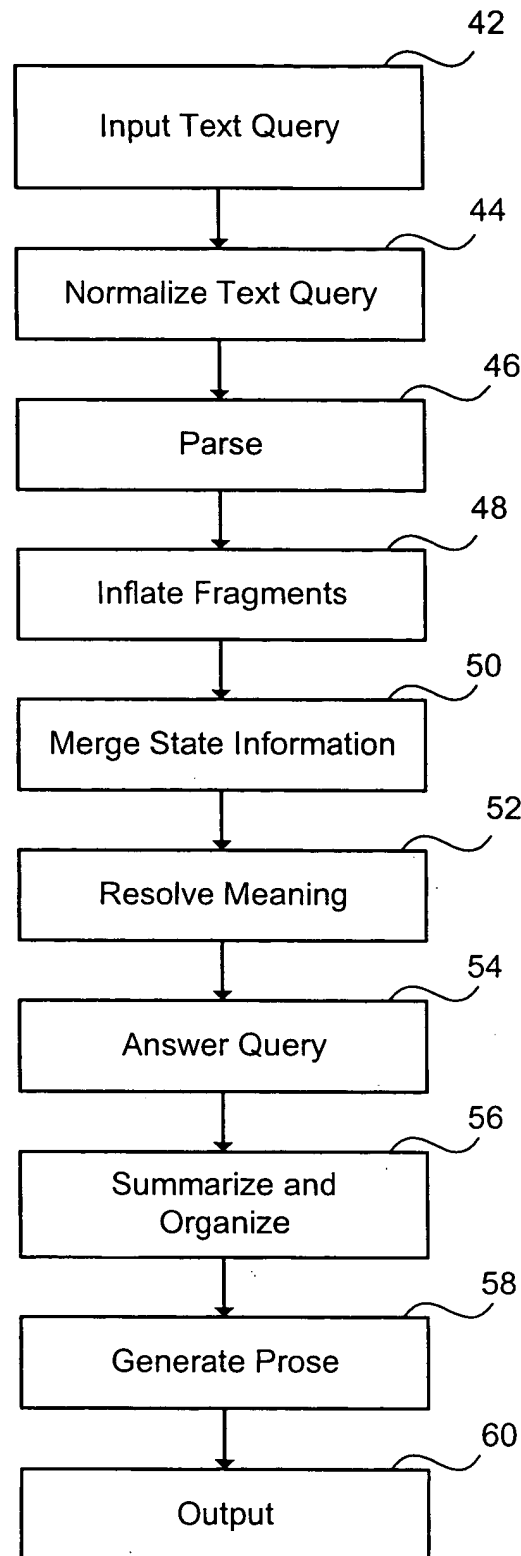 42
Input Text Query
44
Normalize Text Query
46
Parse
48
Inflate Fragments
50
Merge State Information
52
Resolve Meaning
54
Answer Query
56
Summarize and
Organize
58
Generate Prose
60
Output